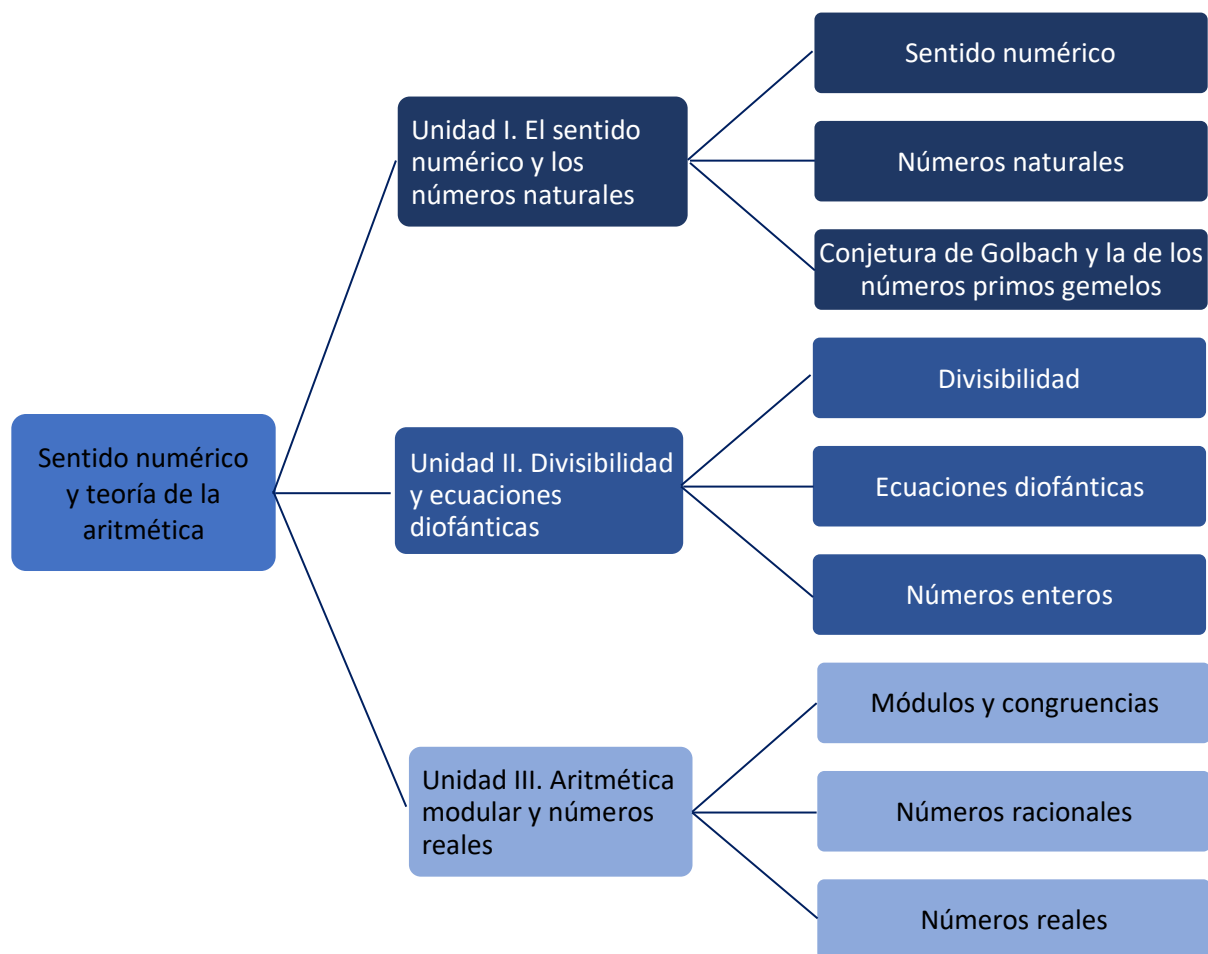 Sentido numérico
y teoría de la
aritmética
Unidad I. El sentido
numérico y los
números naturales
Sentido numérico
Números naturales
Conjetura de Golbach y la de los
números primos gemelos
Unidad II. Divisibilidad
y ecuaciones
diofánticas
Divisibilidad
Ecuaciones diofánticas
Números enteros
Unidad III. Aritmética
modular y números
reales
Módulos y congruencias
Números racionales
Números reales